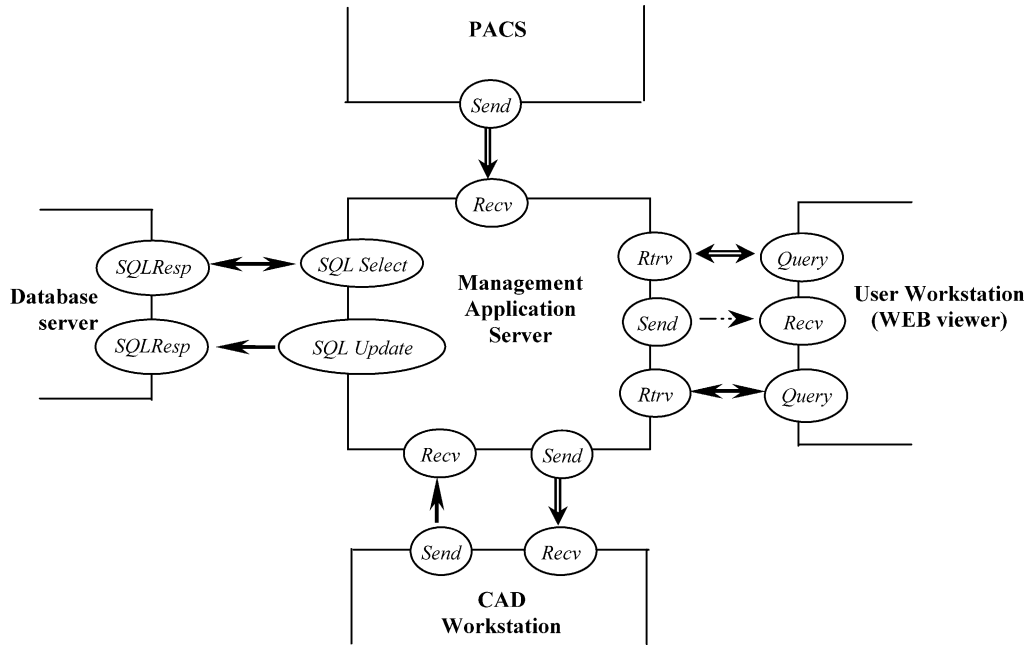 PACS
Send
Recv
SQLResp
SQL Select
Rtrv
Query
Database
server
Management
Application
Server
User Workstation
(WEB viewer)
Send
Recv
SQLResp
SQL Update
Rtrv
Query
Recv
Send
Send
Recv
CAD
Workstation